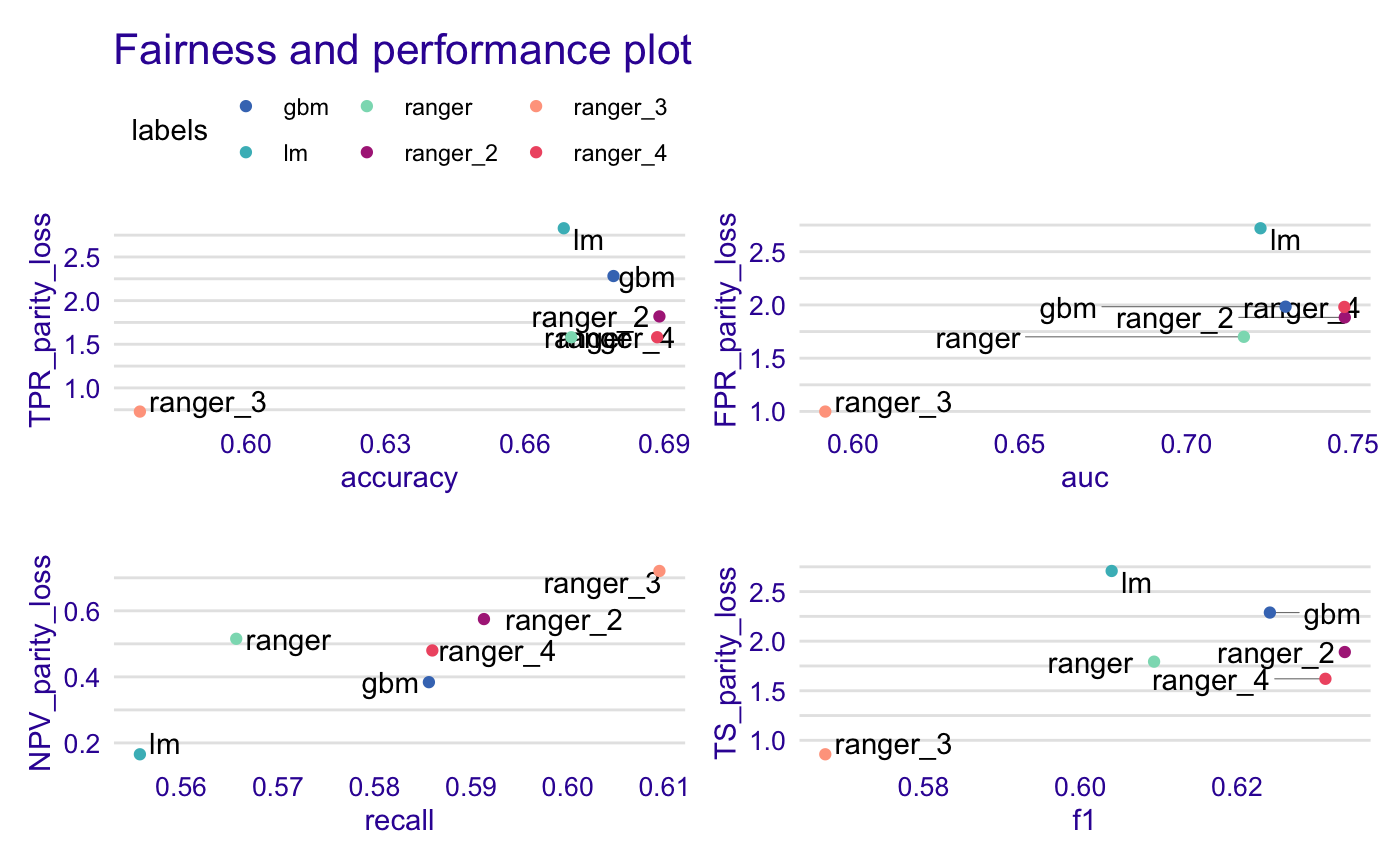 Fairness and performance plot
labels
gbm ranger ranger_3
lm ranger_2 ranger_4
TPR_parity_loss
2.5
2.0
1.5
1.0
lm
gbm
ranger_2
ranger ranger_4
ranger_3
0.60 0.63 0.66 0.69
accuracy
FPR_parity_loss
2.5
2.0
1.5
1.0
lm
gbm ranger_4
ranger_2
ranger
ranger_3
0.60 0.65 0.70 0.75
auc
NPV_parity_loss
0.6
0.4
0.2
ranger_3
ranger_2
ranger
ranger_4
gbm
lm
0.56 0.57 0.58 0.59 0.60 0.61
recall
TS_parity_loss
2.5
2.0
1.5
1.0
lm
gbm
ranger_2
ranger
ranger_4
ranger_3
0.58 0.60 0.62
f1